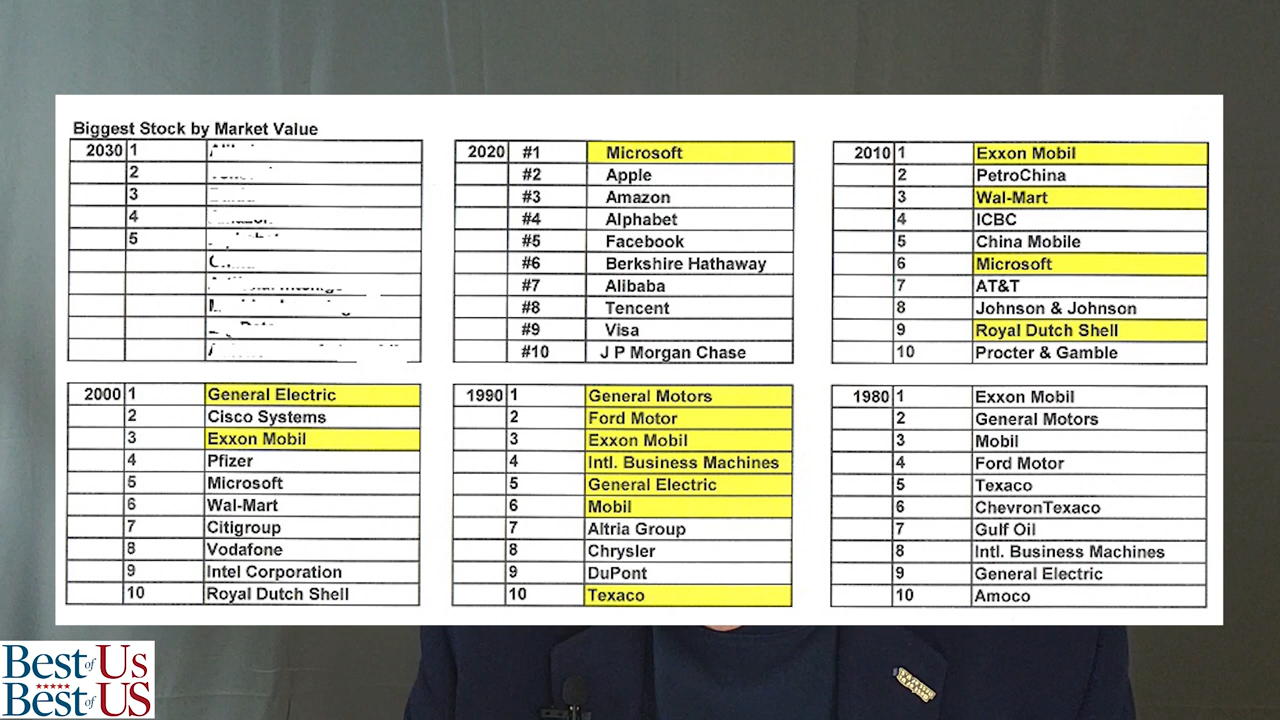 Biggest Stock by Market Value
2030 1
2
3
4
5
2020 #1 Microsoft
#2 Apple
#3 Amazon
#4 Alphabet
#5 Facebook
#6 Berkshire Hathaway
#7 Alibaba
#8 Tencent
#9 Visa
#10 J P Morgan Chase
2010 1 Exxon Mobil
2 PetroChina
3 Wal-Mart
4 ICBC
5 China Mobile
6 Microsoft
7 AT&T
8 Johnson & Johnson
9 Royal Dutch Shell
10 Procter & Gamble
2000 1 General Electric
2 Cisco Systems
3 Exxon Mobil
4 Pfizer
5 Microsoft
6 Wal-Mart
7 Citigroup
8 Vodafone
9 Intel Corporation
10 Royal Dutch Shell
1990 1 General Motors
2 Ford Motor
3 Exxon Mobil
4 Intl. Business Machines
5 General Electric
6 Mobil
7 Altria Group
8 Chrysler
9 DuPont
10 Texaco
1980 1 Exxon Mobil
2 General Motors
3 Mobil
4 Ford Motor
5 Texaco
6 ChevronTexaco
7 Gulf Oil
8 Intl. Business Machines
9 General Electric
10 Amoco
Best of Us
Best of US